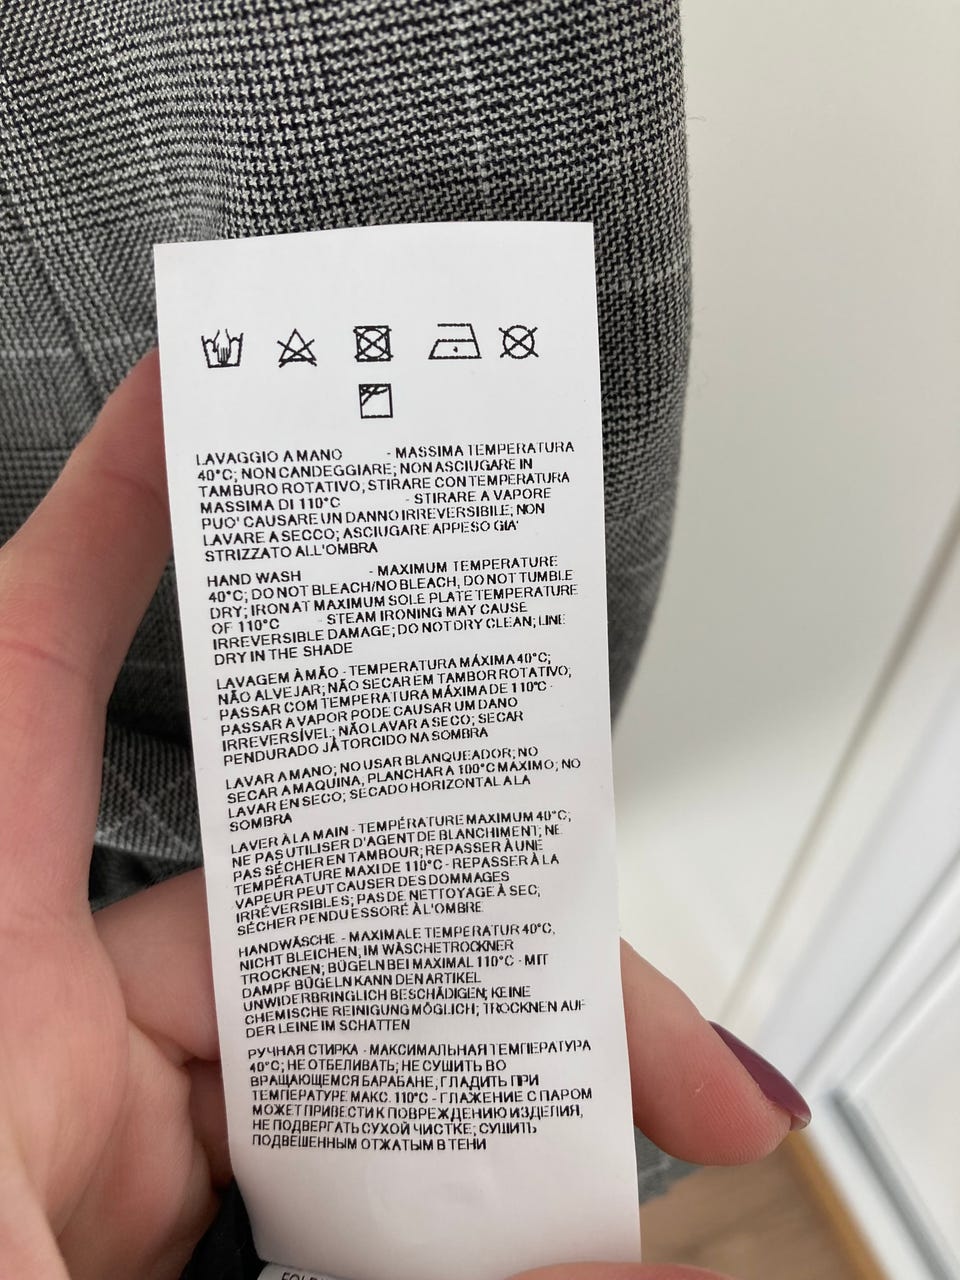 LAVAGGIO A MANO - MASSIMA TEMPERATURA
40°C; NON CANDEGGIARE; NON ASCIUGARE IN
TAMBURO ROTATIVO; STIRARE CON TEMPERATURA
MASSIMA DI 110°C - STIRARE A VAPORE
PUO' CAUSARE UN DANNO IRREVERSIBILE; NON
LAVARE A SECCO; ASCIUGARE APPESO GIA'
STRIZZATO ALL'OMBRA
HAND WASH - MAXIMUM TEMPERATURE
40°C; DO NOT BLEACH/NO BLEACH, DO NOT TUMBLE
DRY; IRON AT MAXIMUM SOLE PLATE TEMPERATURE
OF 110°C - STEAM IRONING MAY CAUSE
IRREVERSIBLE DAMAGE; DO NOT DRY CLEAN; LINE
DRY IN THE SHADE
LAVAGEM À MÃO - TEMPERATURA MÁXIMA 40°C;
NÃO ALVEJAR; NÃO SECAR EM TAMBOR ROTATIVO;
PASSAR COM TEMPERATURA MÁXIMA DE 110°C -
PASSAR A VAPOR PODE CAUSAR UM DANO
IRREVERSÍVEL; NÃO LAVAR A SECO; SECAR
PENDURADO JÀ TORCIDO NA SOMBRA
LAVAR A MANO; NO USAR BLANQUEADOR; NO
SECAR A MAQUINA, PLANCHAR A 100°C MÁXIMO; NO
LAVAR EN SECO; SECADO HORIZONTAL A LA
SOMBRA
LAVER À LA MAIN - TEMPÉRATURE MAXIMUM 40°C;
NE PAS UTILISER D'AGENT DE BLANCHIMENT; NE
PAS SÉCHER EN TAMBOUR; REPASSER À UNE
TEMPÉRATURE MAXI DE 110°C - REPASSER À LA
VAPEUR PEUT CAUSER DES DOMMAGES
IRRÉVERSIBLES; PAS DE NETTOYAGE À SEC;
SÉCHER PENDU ESSORÉ À L'OMBRE
HANDWÄSCHE - MAXIMALE TEMPERATUR 40°C,
NICHT BLEICHEN, IM WÄSCHETROCKNER
TROCKNEN; BÜGELN BEI MAXIMAL 110°C - MIT
DAMPF BÜGELN KANN DEN ARTIKEL
UNWIDERBRINGLICH BESCHÄDIGEN; KEINE
CHEMISCHE REINIGUNG MÖGLICH; TROCKNEN AUF
DER LEINE IM SCHATTEN
РУЧНАЯ СТИРКА - МАКСИМАЛЬНАЯ ТЕМПЕРАТУРА
40°C; НЕ ОТБЕЛИВАТЬ; НЕ СУШИТЬ ВО
ВРАЩАЮЩЕМСЯ БАРАБАНЕ, ГЛАДИТЬ ПРИ
ТЕМПЕРАТУРЕ МАКС. 110°C - ГЛАЖЕНИЕ С ПАРОМ
МОЖЕТ ПРИВЕСТИ К ПОВРЕЖДЕНИЮ ИЗДЕЛИЯ,
НЕ ПОДВЕРГАТЬ СУХОЙ ЧИСТКЕ; СУШИТЬ
ПОДВЕШЕННЫМ ОТЖАТЫМ В ТЕНИ